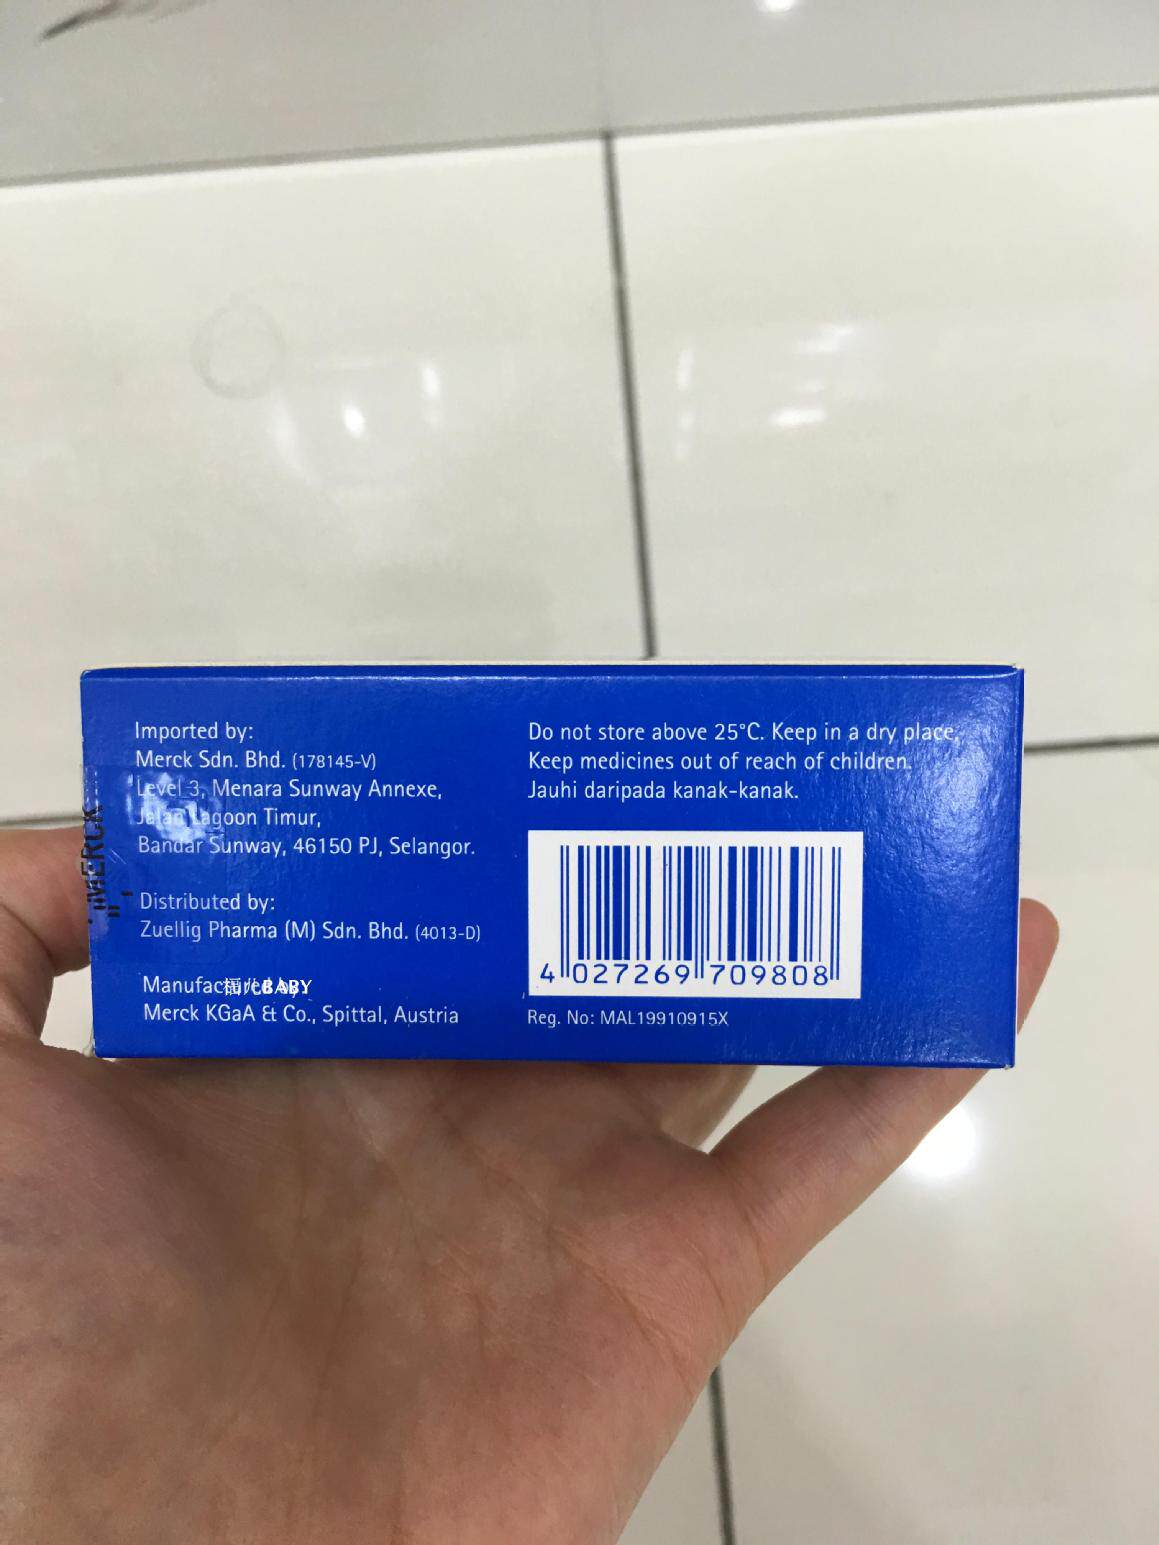 Imported by:
Merck Sdn. Bhd. (178145-V)
Level 3, Menara Sunway Annexe,
Jalan Lagoon Timur,
Bandar Sunway, 46150 PJ, Selangor.
Distributed by:
Zuellig Pharma (M) Sdn. Bhd. (4013-D)
BABY
Merck KGaA & Co., Spittal, Austria
Do not store above 25°C. Keep in a dry place.
Keep medicines out of reach of children.
Jauhi daripada kanak-kanak.
4 027269 709808
Reg. No: MAL19910915X
MERCK